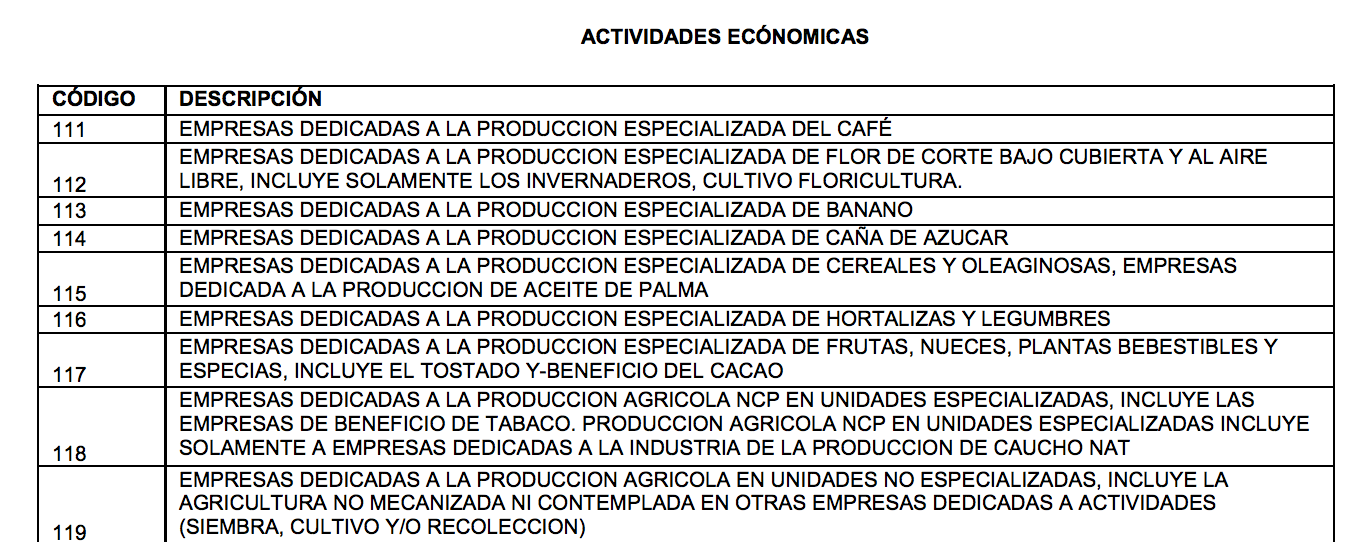 ACTIVIDADES ECÓNOMICAS
CÓDIGO DESCRIPCIÓN
111 EMPRESAS DEDICADAS A LA PRODUCCION ESPECIALIZADA DEL CAFÉ
EMPRESAS DEDICADAS A LA PRODUCCION ESPECIALIZADA DE FLOR DE CORTE BAJO CUBIERTA Y AL AIRE
112 LIBRE, INCLUYE SOLAMENTE LOS INVERNADEROS, CULTIVO FLORICULTURA.
113 EMPRESAS DEDICADAS A LA PRODUCCION ESPECIALIZADA DE BANANO
114 EMPRESAS DEDICADAS A LA PRODUCCION ESPECIALIZADA DE CAÑA DE AZUCAR
EMPRESAS DEDICADAS A LA PRODUCCION ESPECIALIZADA DE CEREALES Y OLEAGINOSAS, EMPRESAS
115 DEDICADA A LA PRODUCCION DE ACEITE DE PALMA
116 EMPRESAS DEDICADAS A LA PRODUCCION ESPECIALIZADA DE HORTALIZAS Y LEGUMBRES
EMPRESAS DEDICADAS A LA PRODUCCION ESPECIALIZADA DE FRUTAS, NUECES, PLANTAS BEBESTIBLES Y
117 ESPECIAS, INCLUYE EL TOSTADO Y-BENEFICIO DEL CACAO
EMPRESAS DEDICADAS A LA PRODUCCION AGRICOLA NCP EN UNIDADES ESPECIALIZADAS, INCLUYE LAS
EMPRESAS DE BENEFICIO DE TABACO. PRODUCCION AGRICOLA NCP EN UNIDADES ESPECIALIZADAS INCLUYE
118 SOLAMENTE A EMPRESAS DEDICADAS A LA INDUSTRIA DE LA PRODUCCION DE CAUCHO NAT
EMPRESAS DEDICADAS A LA PRODUCCION AGRICOLA EN UNIDADES NO ESPECIALIZADAS, INCLUYE LA
AGRICULTURA NO MECANIZADA NI CONTEMPLADA EN OTRAS EMPRESAS DEDICADAS A ACTIVIDADES
119 (SIEMBRA, CULTIVO Y/O RECOLECCION)